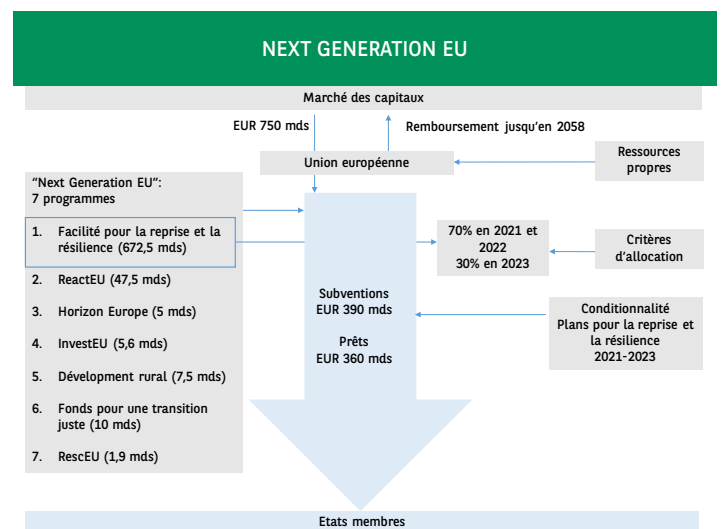 NEXT GENERATION EU
Marché des capitaux
EUR 750 mds
Remboursement jusqu'en 2058
Union européenne
Ressources
propres
"Next Generation EU":
7 programmes
1. Facilité pour la reprise et la
résilience (672,5 mds)
2. ReactEU (47,5 mds)
3. Horizon Europe (5 mds)
4. InvestEU (5,6 mds)
5. Dévelopment rural (7,5 mds)
6. Fonds pour une transition
juste (10 mds)
7. RescEU (1,9 mds)
70% en 2021 et
2022
30% en 2023
Critères
d'allocation
Subventions
EUR 390 mds
Prêts
EUR 360 mds
Conditionnalité
Plans pour la reprise et
la résilience
2021-2023
Etats membres